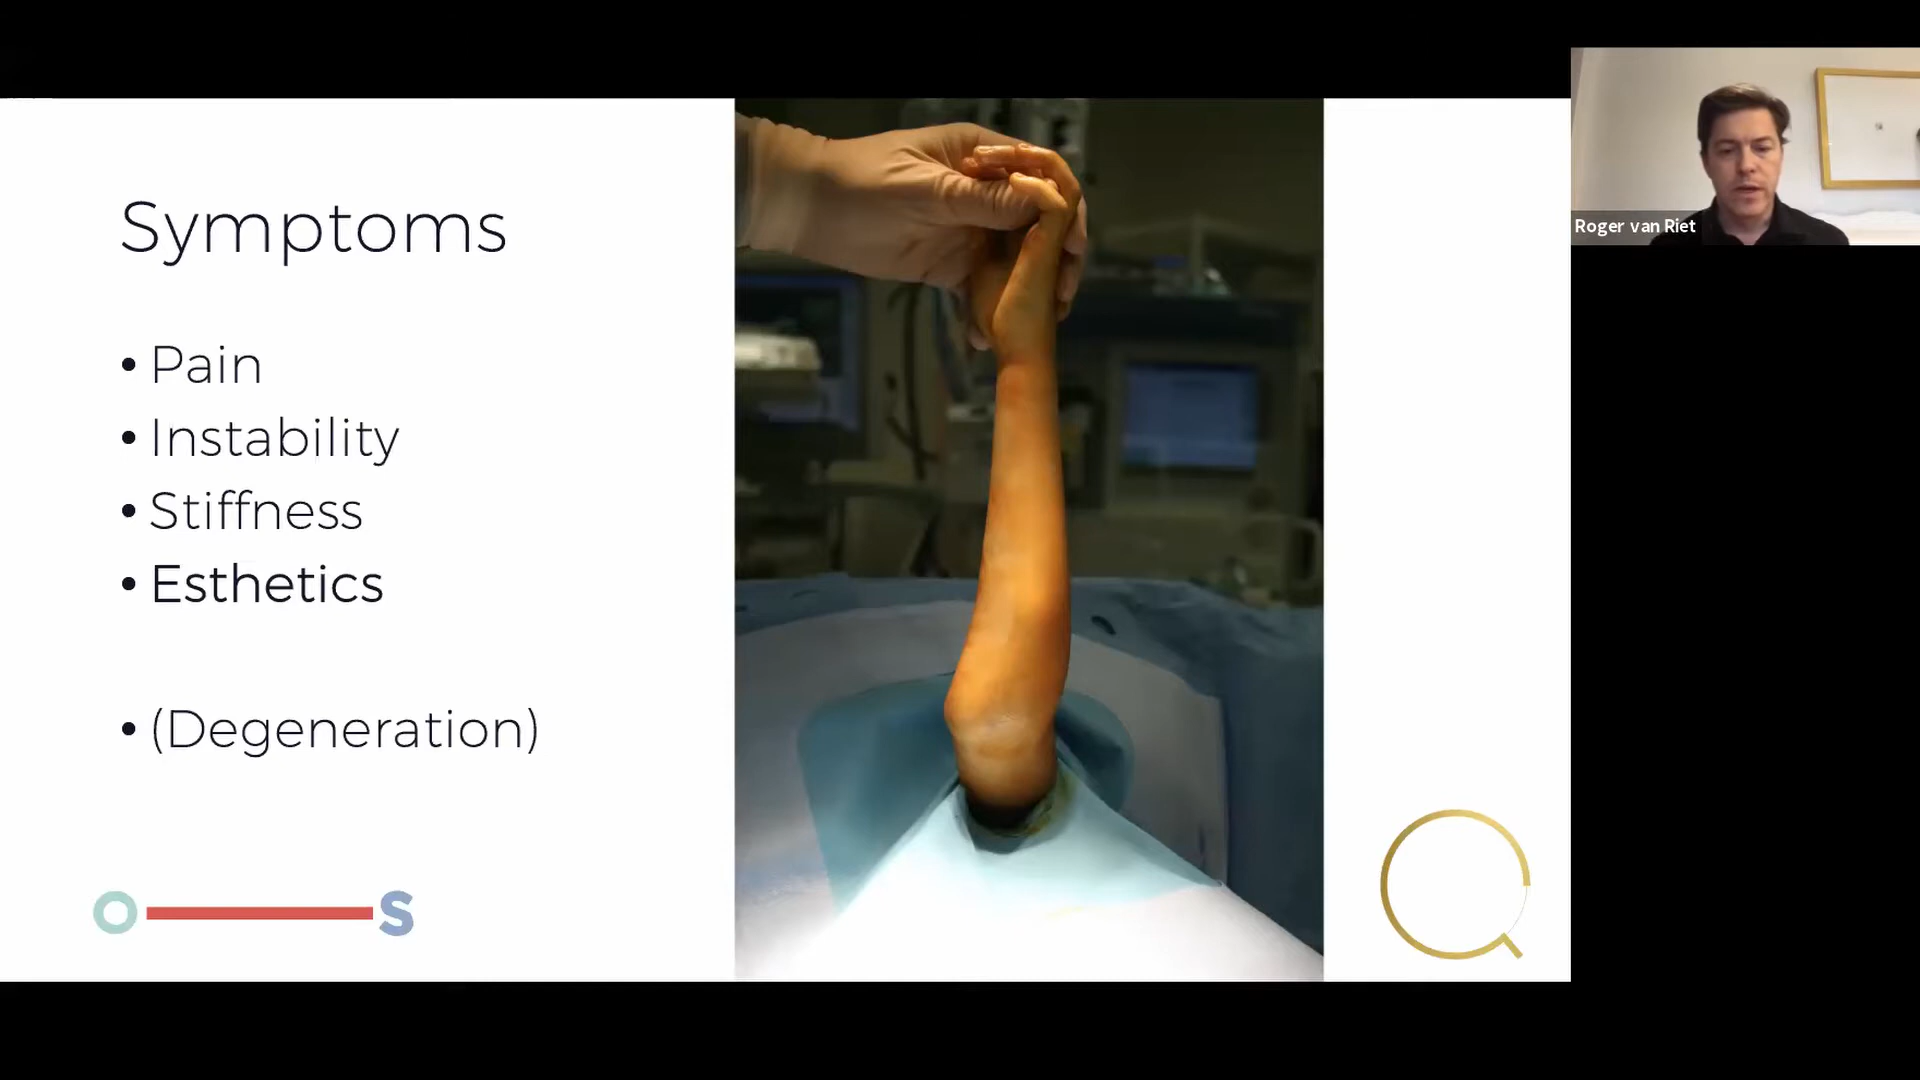 Symptoms
• Pain
• Instability
• Stiffness
• Esthetics
• (Degeneration)
O S
Q
Roger van Riet